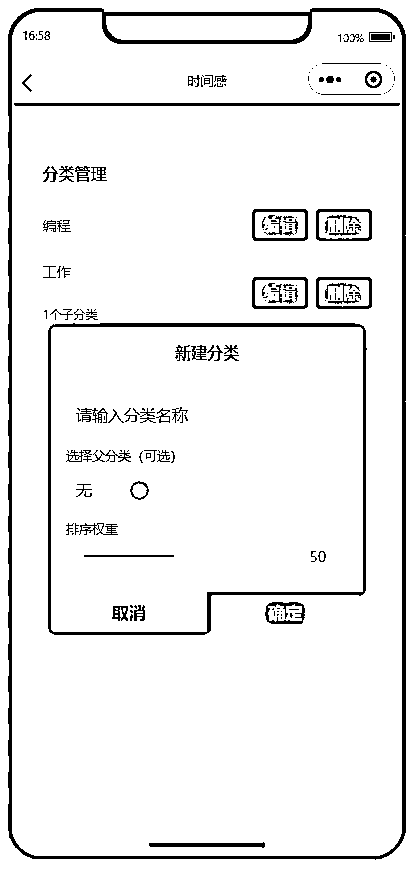 16:58
100%
时间感
分类管理
编程
编辑 删除
工作
编辑 删除
1个子分类
新建分类
请输入分类名称
选择父分类（可选）
无
排序权重
50
取消 确定